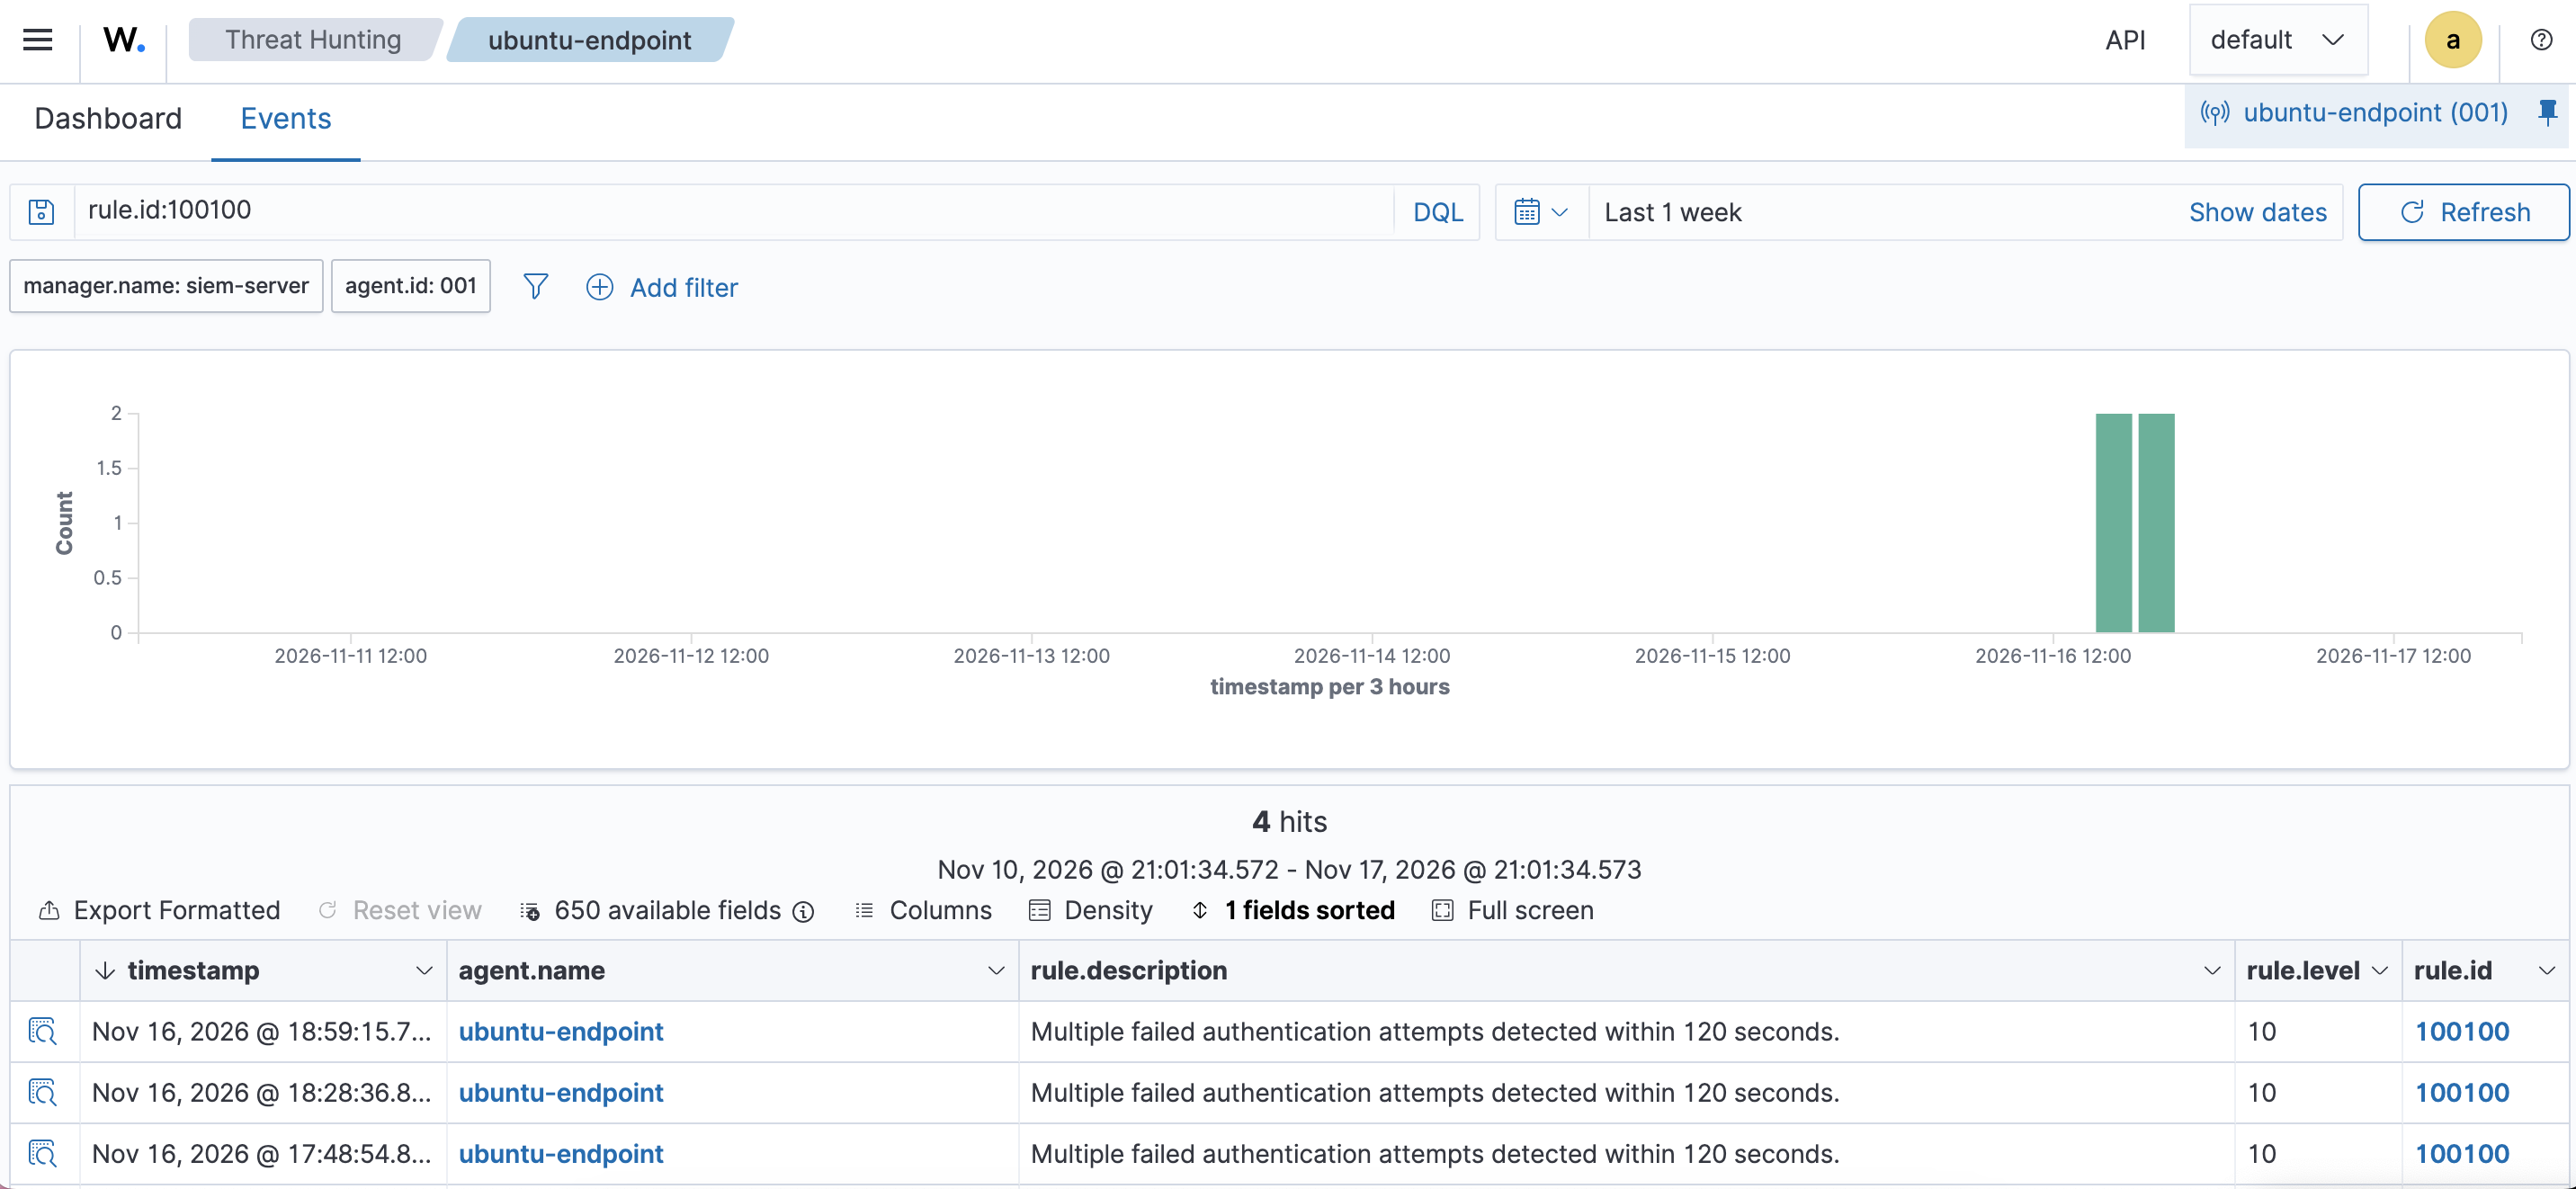 W. Threat Hunting ubuntu-endpoint API default a
Dashboard Events ubuntu-endpoint (001)
rule.id:100100 DQL Last 1 week Show dates Refresh
manager.name: siem-server agent.id: 001 Add filter
2
1.5
1
0.5
0
Count
2026-11-11 12:00 2026-11-12 12:00 2026-11-13 12:00 2026-11-14 12:00 2026-11-15 12:00 2026-11-16 12:00 2026-11-17 12:00
timestamp per 3 hours
4 hits
Nov 10, 2026 @ 21:01:34.572 - Nov 17, 2026 @ 21:01:34.573
Export Formatted Reset view 650 available fields Columns Density 1 fields sorted Full screen
timestamp agent.name rule.description rule.level rule.id
Nov 16, 2026 @ 18:59:15.7... ubuntu-endpoint Multiple failed authentication attempts detected within 120 seconds. 10 100100
Nov 16, 2026 @ 18:28:36.8... ubuntu-endpoint Multiple failed authentication attempts detected within 120 seconds. 10 100100
Nov 16, 2026 @ 17:48:54.8... ubuntu-endpoint Multiple failed authentication attempts detected within 120 seconds. 10 100100